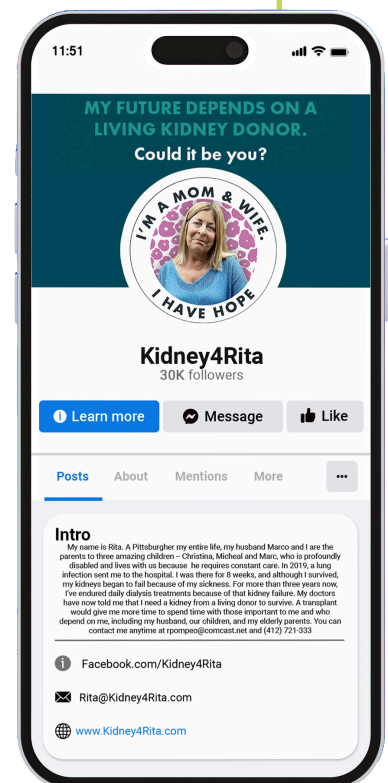 11:51
MY FUTURE DEPENDS ON A
LIVING KIDNEY DONOR.
Could it be you?
I'M A MOM & WIFE.
I HAVE HOPE
Kidney4Rita
30K followers
Learn more
Message
Like
Posts
About
Mentions
More
Intro
My name is Rita. A Pittsburgher my entire life, my husband Marco and I are the
parents to three amazing children – Christina, Micheal and Marc, who is profoundly
disabled and lives with us because he requires constant care. In 2019, a lung
infection sent me to the hospital. I was there for 8 weeks, and although I survived,
my kidneys began to fail because of my sickness. For more than three years now,
I've endured daily dialysis treatments because of that kidney failure. My doctors
have now told me that I need a kidney from a living donor to survive. A transplant
would give me more time to spend time with those important to me and who
depend on me, including my husband, our children, and my elderly parents. You can
contact me anytime at rpompeo@comcast.net and (412) 721-333
Facebook.com/Kidney4Rita
Rita@Kidney4Rita.com
www.Kidney4Rita.com